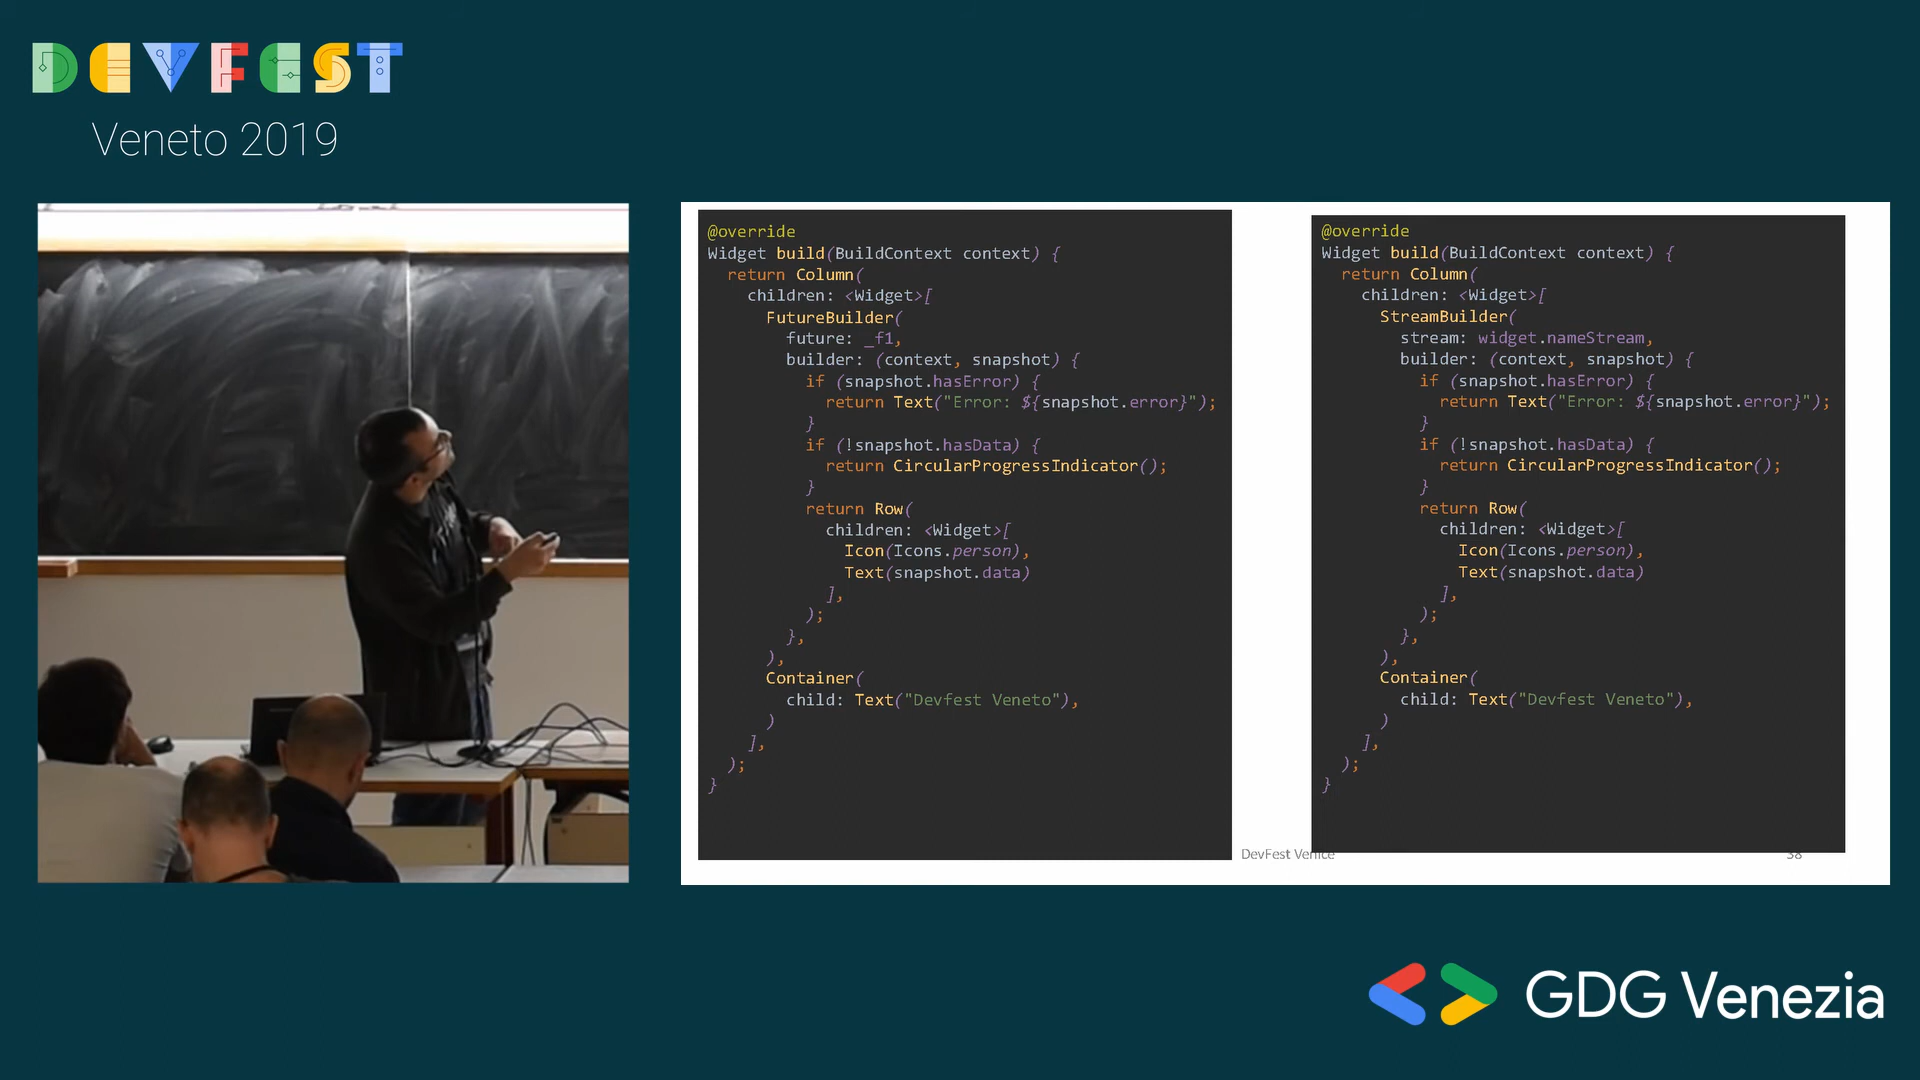 DEVFEST
Veneto 2019
@override
Widget build(BuildContext context) {
  return Column(
    children: <Widget>[
      FutureBuilder(
        future: _f1,
        builder: (context, snapshot) {
          if (snapshot.hasError) {
            return Text("Error: ${snapshot.error}");
          }
          if (!snapshot.hasData) {
            return CircularProgressIndicator();
          }
          return Row(
            children: <Widget>[
              Icon(Icons.person),
              Text(snapshot.data)
            ],
          );
        },
      ),
      Container(
        child: Text("Devfest Veneto"),
      )
    ],
  );
}
@override
Widget build(BuildContext context) {
  return Column(
    children: <Widget>[
      StreamBuilder(
        stream: widget.nameStream,
        builder: (context, snapshot) {
          if (snapshot.hasError) {
            return Text("Error: ${snapshot.error}");
          }
          if (!snapshot.hasData) {
            return CircularProgressIndicator();
          }
          return Row(
            children: <Widget>[
              Icon(Icons.person),
              Text(snapshot.data)
            ],
          );
        },
      ),
      Container(
        child: Text("Devfest Veneto"),
      )
    ],
  );
}
DevFest Venice
38
GDG Venezia